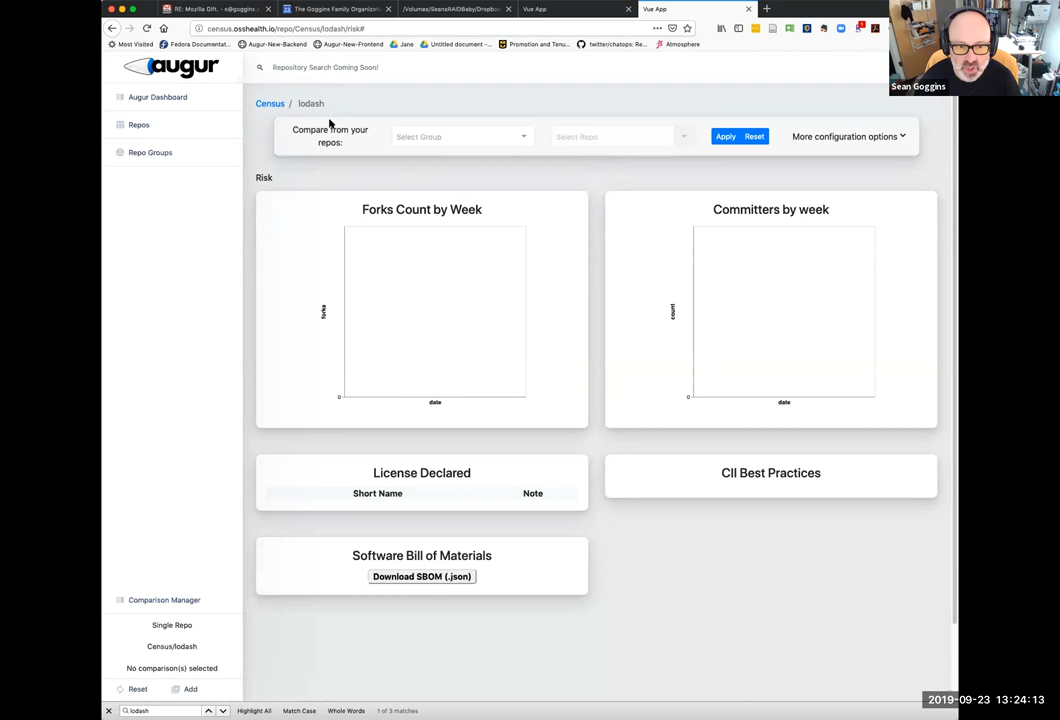 RE: Mozilla Gift. - s@goggins.
The Goggins Family Organizati
/Volumes/SeansRAIDBaby/Dropbo
Vue App
Vue App
census.osshealth.io/repo/Census/lodash/risk#
Most Visited
Fedora Documentat...
Augur-New-Backend
Augur-New-Frontend
Jane
Untitled document -...
Promotion and Tenu...
twitter/chatops: Re...
Atmosphere
augur
Repository Search Coming Soon!
Sean Goggins
Augur Dashboard
Repos
Repo Groups
Census / lodash
Compare from your
repos:
Select Group
Select Repo
Apply
Reset
More configuration options
Risk
Forks Count by Week
forks
0
date
Committers by week
count
0
date
License Declared
Short Name
Note
CII Best Practices
Software Bill of Materials
Download SBOM (.json)
Comparison Manager
Single Repo
Census/lodash
No comparison(s) selected
Reset
Add
2019-09-23 13:24:13
lodash
Highlight All
Match Case
Whole Words
1 of 3 matches